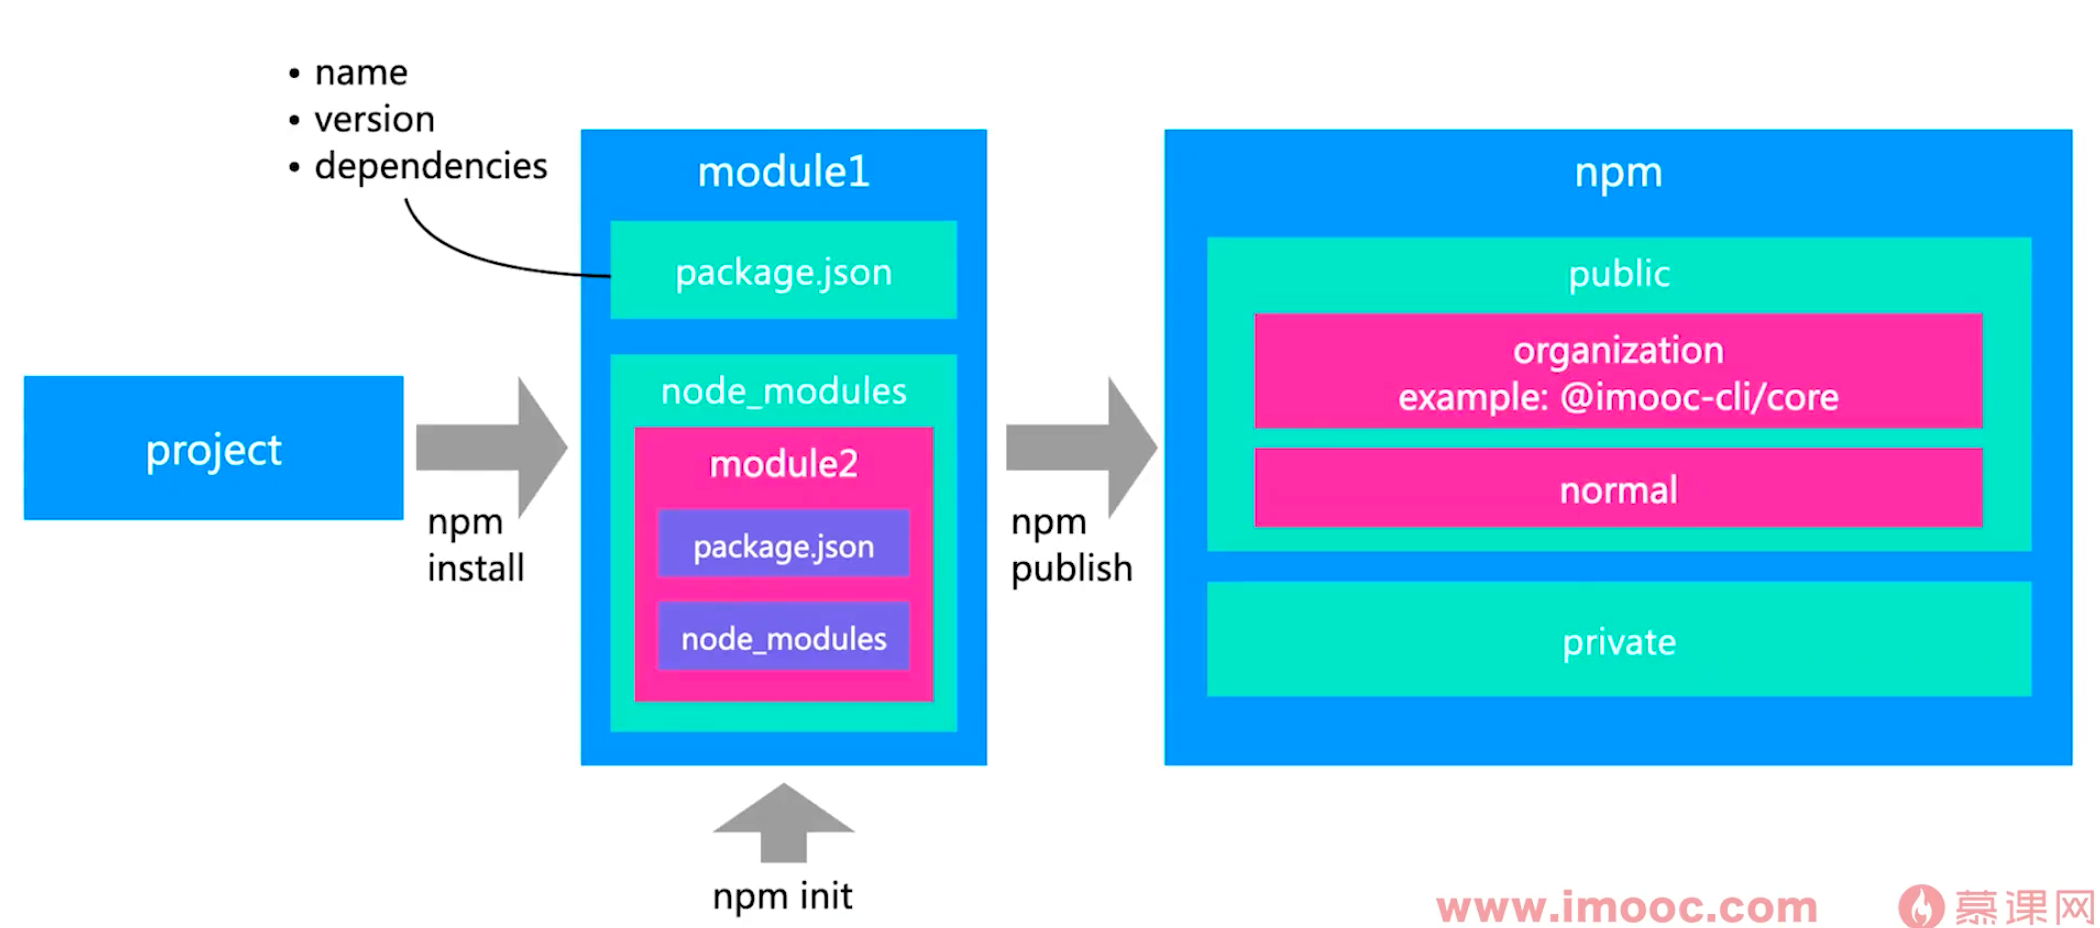 • name
• version
• dependencies
module1
package.json
node_modules
module2
package.json
node_modules
project
npm
install
npm
publish
npm init
npm
public
organization
example: @imooc-cli/core
normal
private
www.imooc.com
慕课网